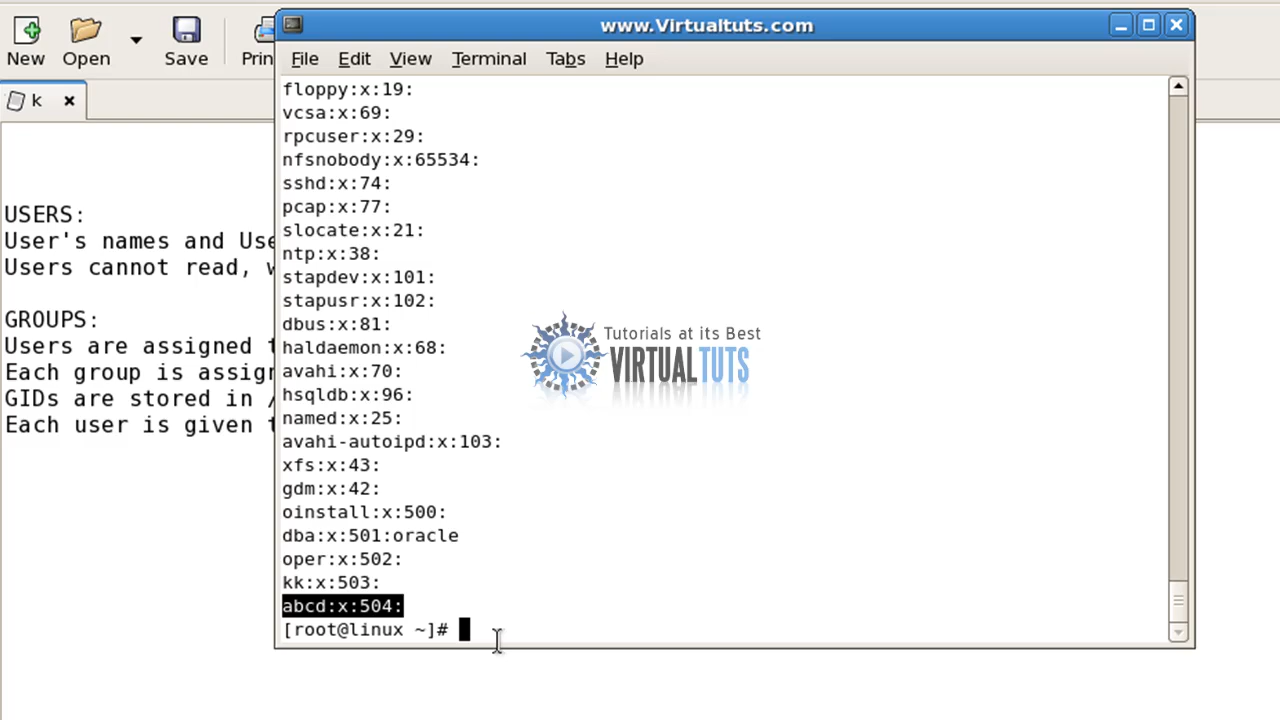 www.Virtualtuts.com
New
Open
Save
Prin
File Edit View Terminal Tabs Help
k
USERS:
User's names and Use
Users cannot read, w
GROUPS:
Users are assigned t
Each group is assign
GIDs are stored in /
Each user is given t
floppy:x:19:
vcsa:x:69:
rpcuser:x:29:
nfsnobody:x:65534:
sshd:x:74:
pcap:x:77:
slocate:x:21:
ntp:x:38:
stapdev:x:101:
stapusr:x:102:
dbus:x:81:
haldaemon:x:68:
avahi:x:70:
hsqldb:x:96:
named:x:25:
avahi-autoipd:x:103:
xfs:x:43:
gdm:x:42:
oinstall:x:500:
dba:x:501:oracle
oper:x:502:
kk:x:503:
abcd:x:504:
[root@linux ~]#
Tutorials at its Best
VIRTUALTUTS